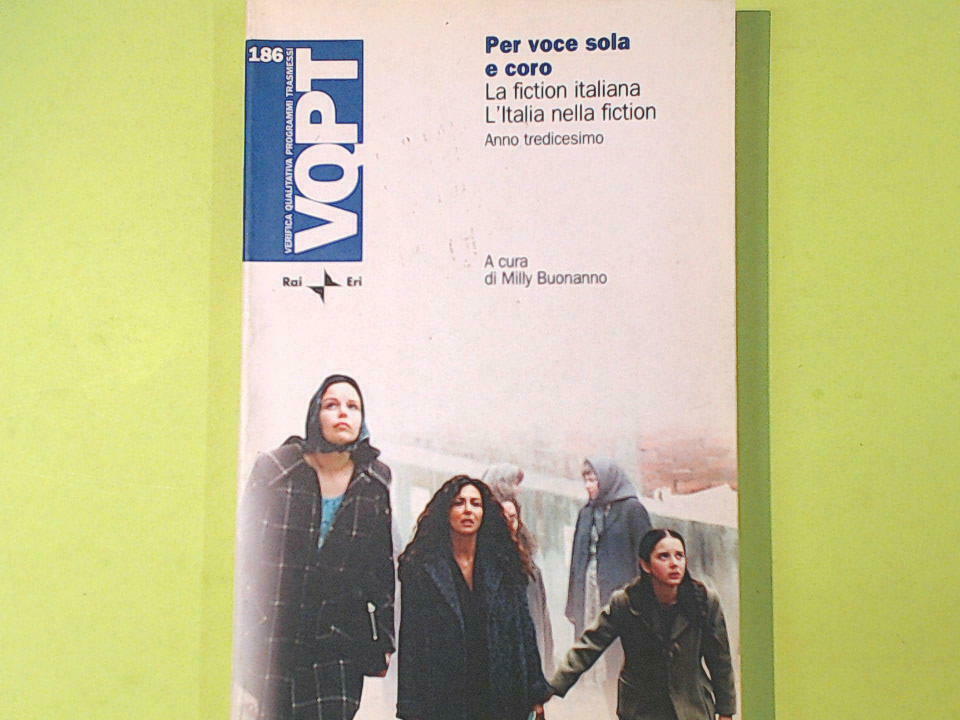 186
VQPT
VERIFICA QUALITATIVA PROGRAMMI TRASMESSI
Rai Eri
Per voce sola
e coro
La fiction italiana
L'Italia nella fiction
Anno tredicesimo
A cura
di Milly Buonanno